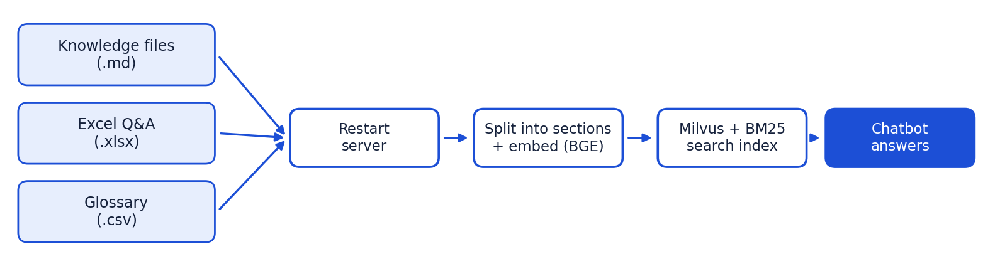 Knowledge files
(.md)
Excel Q&A
(.xlsx)
Glossary
(.csv)
Restart
server
Split into sections
+ embed (BGE)
Milvus + BM25
search index
Chatbot
answers